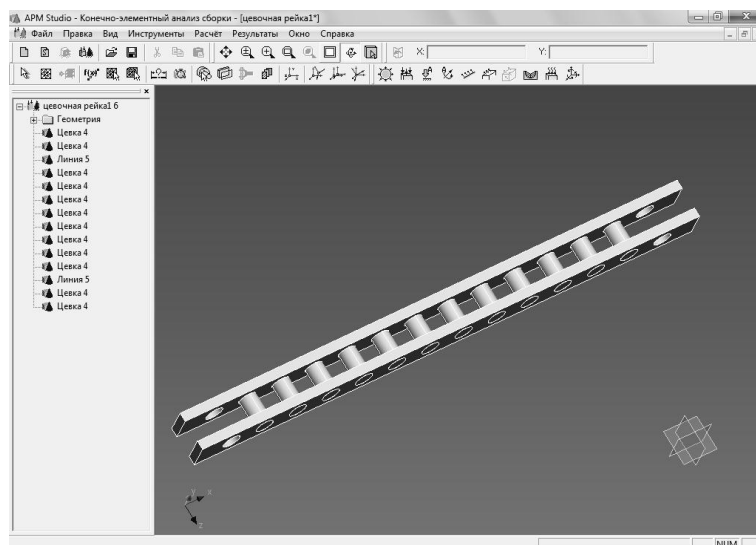 APM Studio - Конечно-элементный анализ сборки - [цевочная рейка1*]
Файл Правка Вид Инструменты Расчёт Результаты Окно Справка
X: Y:
цевочная рейка1 6
Геометрия
Цевка 4
Цевка 4
Линия 5
Цевка 4
Цевка 4
Цевка 4
Цевка 4
Цевка 4
Цевка 4
Цевка 4
Цевка 4
Линия 5
Цевка 4
Цевка 4
Y X
Z
NUM